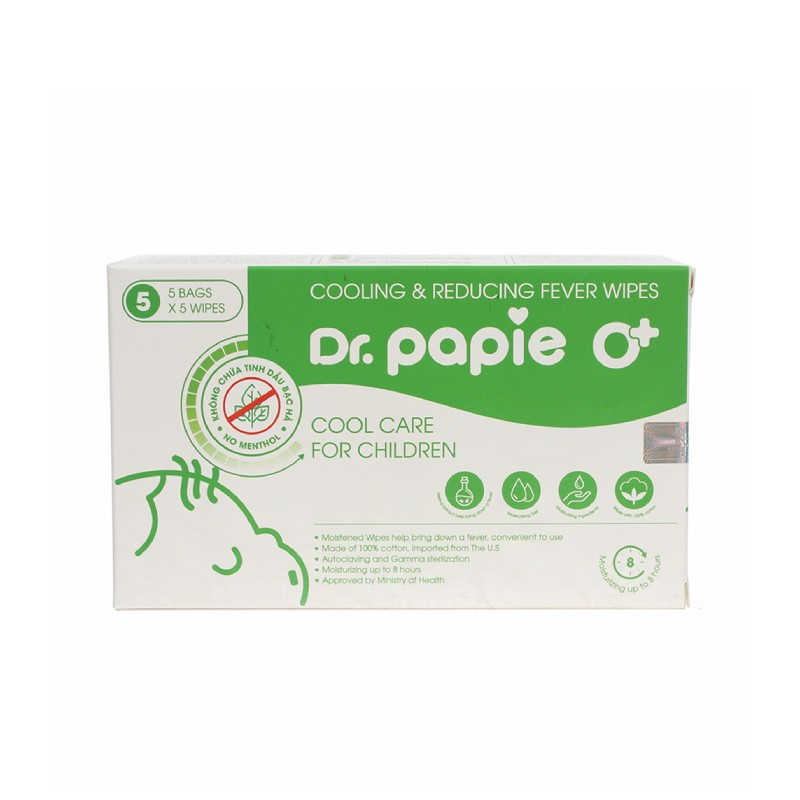 5
5 BAGS
X 5 WIPES
COOLING & REDUCING FEVER WIPES
Dr. papie 0+
KHÔNG CHỨA TINH DẦU BẠC HÀ
• NO MENTHOL •
COOL CARE
FOR CHILDREN
• Moistened Wipes help bring down a fever, convenient to use
• Made of 100% cotton, imported from The U.S
• Autoclaving and Gamma sterilization
• Moisturizing up to 8 hours
• Approved by Ministry of Health
8
Moisturizing up to 8 hours